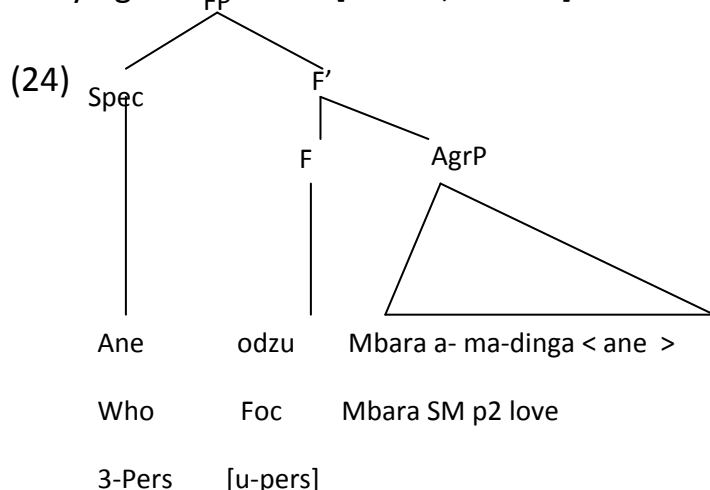 FP
(24) Spec F’
F AgrP
Ane odzu Mbara a- ma-dinga < ane >
Who Foc Mbara SM p2 love
3-Pers [u-pers]